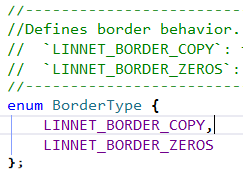 //-----------------------------
//Defines border behavior.
//  `LINNET_BORDER_COPY`:
//  `LINNET_BORDER_ZEROS`:
//-----------------------------
enum BorderType {
    LINNET_BORDER_COPY,
    LINNET_BORDER_ZEROS
};